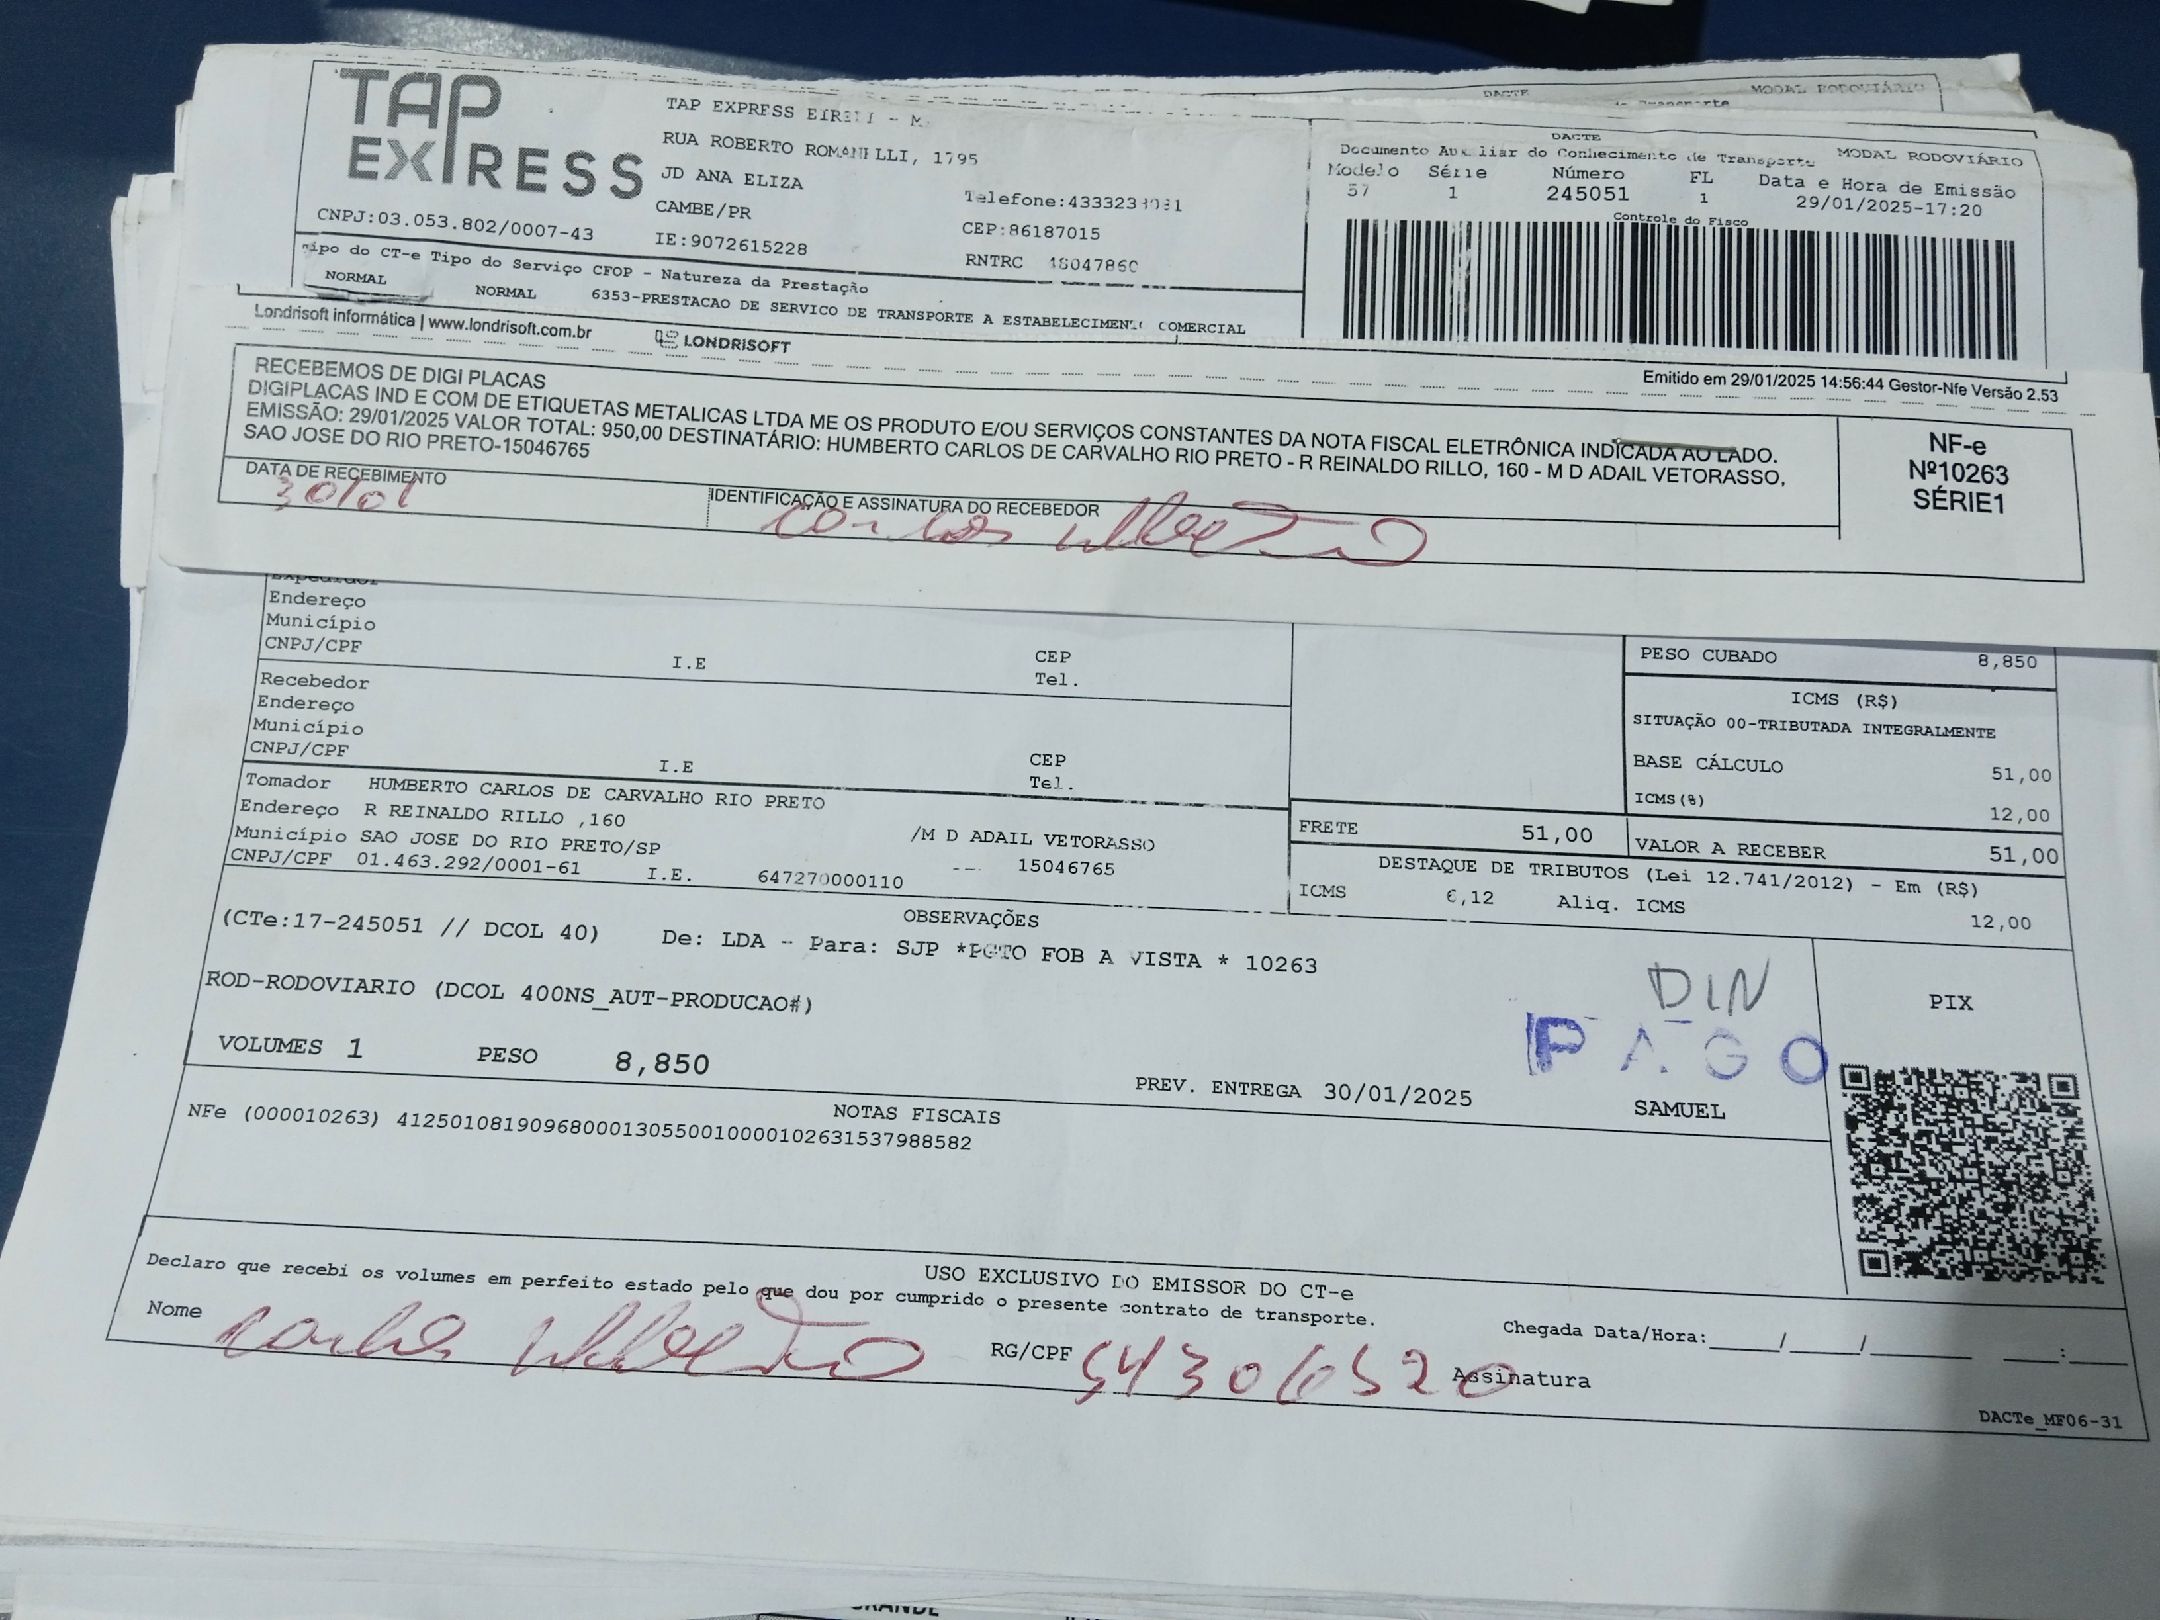 DACTE
MODAL RODOVIÁRIO
TAP
EXPRESS
CNPJ:03.053.802/0007-43
TAP EXPRESS EIRELI - M
RUA ROBERTO ROMANELLI, 1795
JD ANA ELIZA
CAMBE/PR
IE:9072615228
CEP:86187015
RNTRC
DACTE
Documento Auxiliar do Conhecimento de Transporte MODAL RODOVIÁRIO
Modelo Série Número FL Data e Hora de Emissão
57 1 245051 1 29/01/2025-17:20
Controle do Fisco
Tipo do CT-e Tipo do Serviço CFOP - Natureza da Prestação
NORMAL NORMAL 6353-PRESTACAO DE SERVICO DE TRANSPORTE A ESTABELECIMENTO COMERCIAL
Londrisoft informática | www.londrisoft.com.br LONDRISOFT
Emitido em 29/01/2025 14:56:44 Gestor-Nfe Versão 2.53
RECEBEMOS DE DIGI PLACAS
DIGIPLACAS IND E COM DE ETIQUETAS METALICAS LTDA ME OS PRODUTO E/OU SERVIÇOS CONSTANTES DA NOTA FISCAL ELETRÔNICA INDICADA AO LADO.
EMISSÃO: 29/01/2025 VALOR TOTAL: 950,00 DESTINATÁRIO: HUMBERTO CARLOS DE CARVALHO RIO PRETO - R REINALDO RILLO, 160 - M D ADAIL VETORASSO,
SAO JOSE DO RIO PRETO-15046765
NF-e
Nº10263
SÉRIE1
DATA DE RECEBIMENTO
30/01
IDENTIFICAÇÃO E ASSINATURA DO RECEBEDOR
Carlos
Expedidor
Endereço
Município
CNPJ/CPF I.E CEP
Tel.
Recebedor
Endereço
Município
CNPJ/CPF I.E CEP
Tel.
PESO CUBADO 8,850
ICMS (R$)
SITUAÇÃO 00-TRIBUTADA INTEGRALMENTE
BASE CÁLCULO 51,00
ICMS(%) 12,00
Tomador HUMBERTO CARLOS DE CARVALHO RIO PRETO
Endereço R REINALDO RILLO ,160 /M D ADAIL VETORASSO
Município SAO JOSE DO RIO PRETO/SP 15046765
CNPJ/CPF 01.463.292/0001-61 I.E. 647270000110
FRETE 51,00 VALOR A RECEBER 51,00
DESTAQUE DE TRIBUTOS (Lei 12.741/2012) - Em (R$)
ICMS 6,12 Aliq. ICMS 12,00
OBSERVAÇÕES
(CTe:17-245051 // DCOL 40) De: LDA - Para: SJP *PGTO FOB A VISTA * 10263
ROD-RODOVIARIO (DCOL 400NS_AUT-PRODUCAO#)
DIN
PAGO
PIX
VOLUMES 1 PESO 8,850 PREV. ENTREGA 30/01/2025 SAMUEL
NOTAS FISCAIS
NFe (000010263) 41250108190968000130550010000102631537988582
USO EXCLUSIVO DO EMISSOR DO CT-e
Declaro que recebi os volumes em perfeito estado pelo que dou por cumprido o presente contrato de transporte.
Nome Carlos RG/CPF 54306520 Assinatura
Chegada Data/Hora:_____/_____/______ ___:____
DACTe_MF06-31
GRANDE